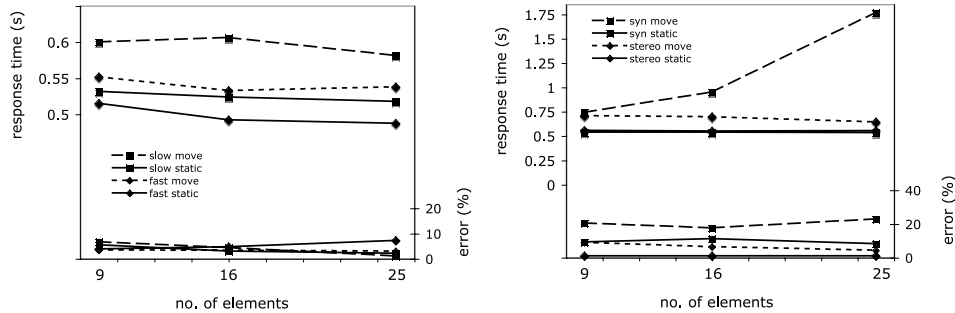 response time (s)
0.6
0.55
0.5
slow move
slow static
fast move
fast static
20
10
0
error (%)
9
16
25
no. of elements
response time (s)
1.75
1.5
1.25
1
0.75
0.5
0.25
0
syn move
syn static
stereo move
stereo static
40
20
0
error (%)
9
16
25
no. of elements